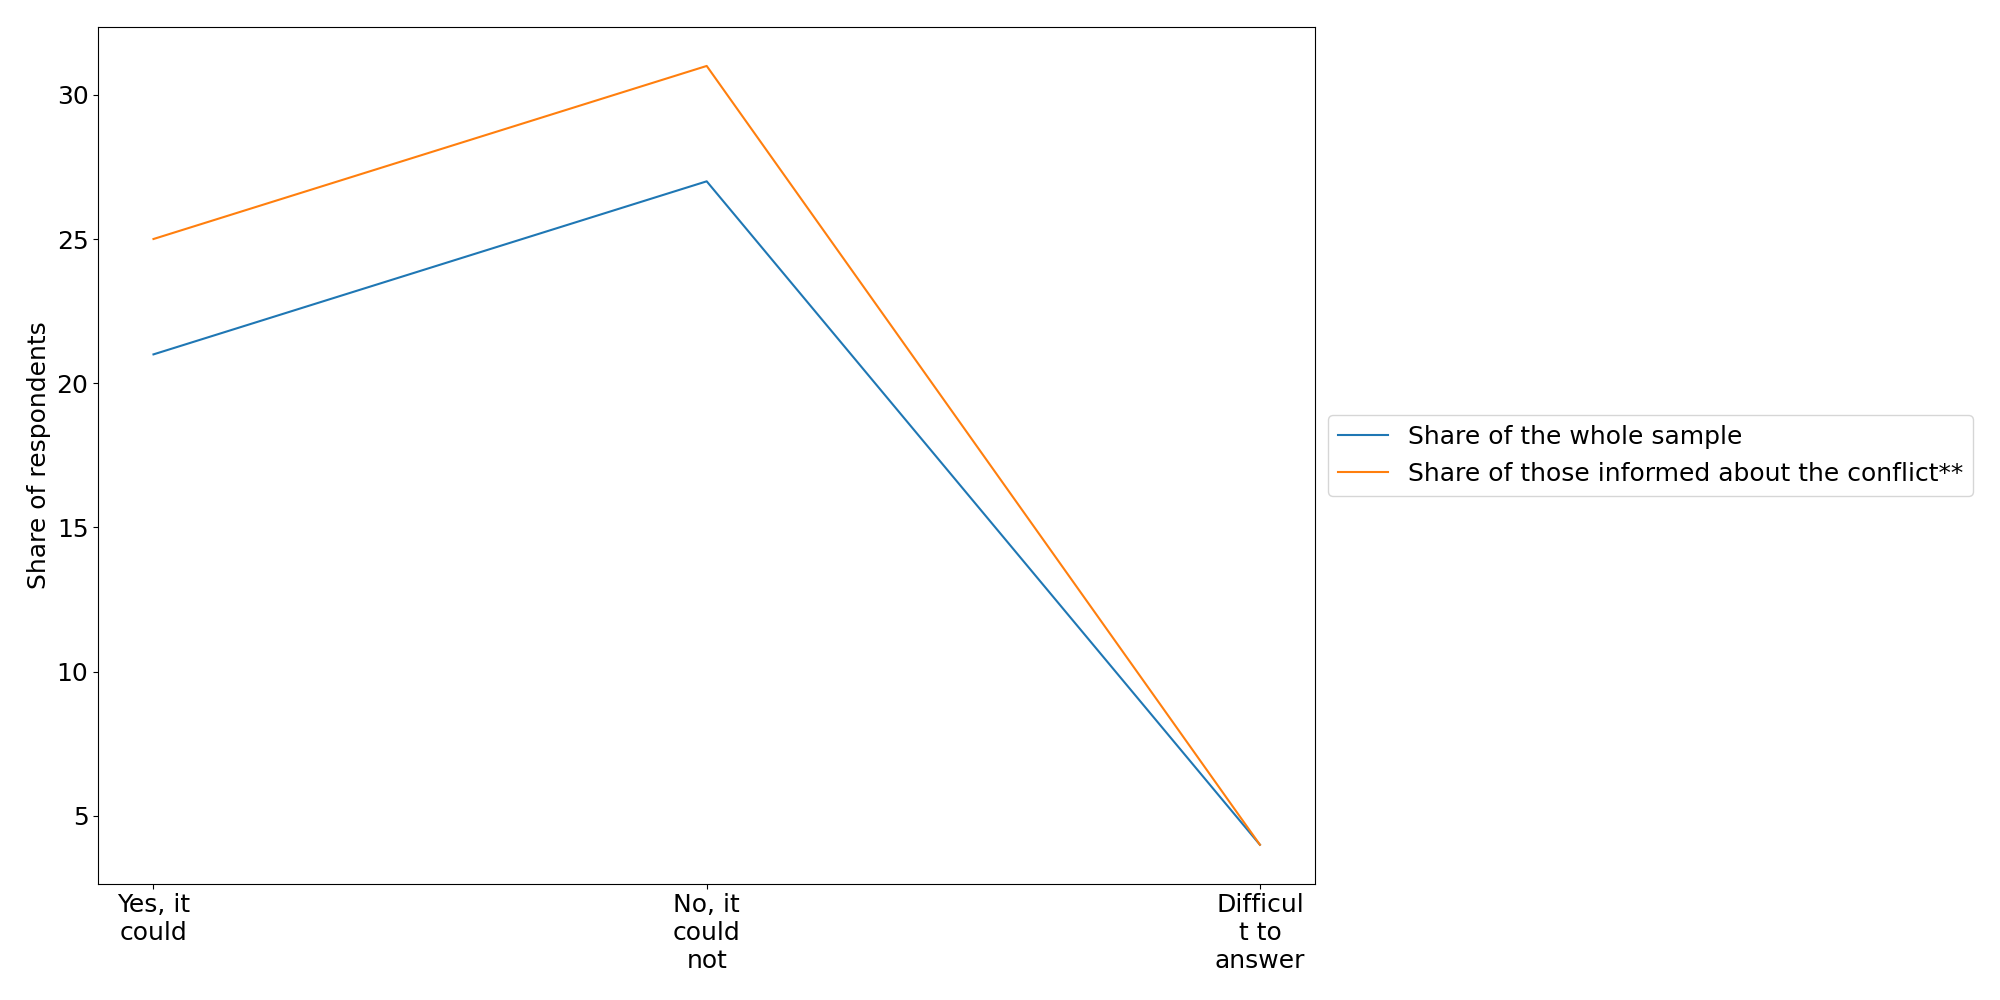 Share of respondents
30
25
20
15
10
5
Yes, it
could
No, it
could
not
Difficul
t to
answer
Share of the whole sample
Share of those informed about the conflict**